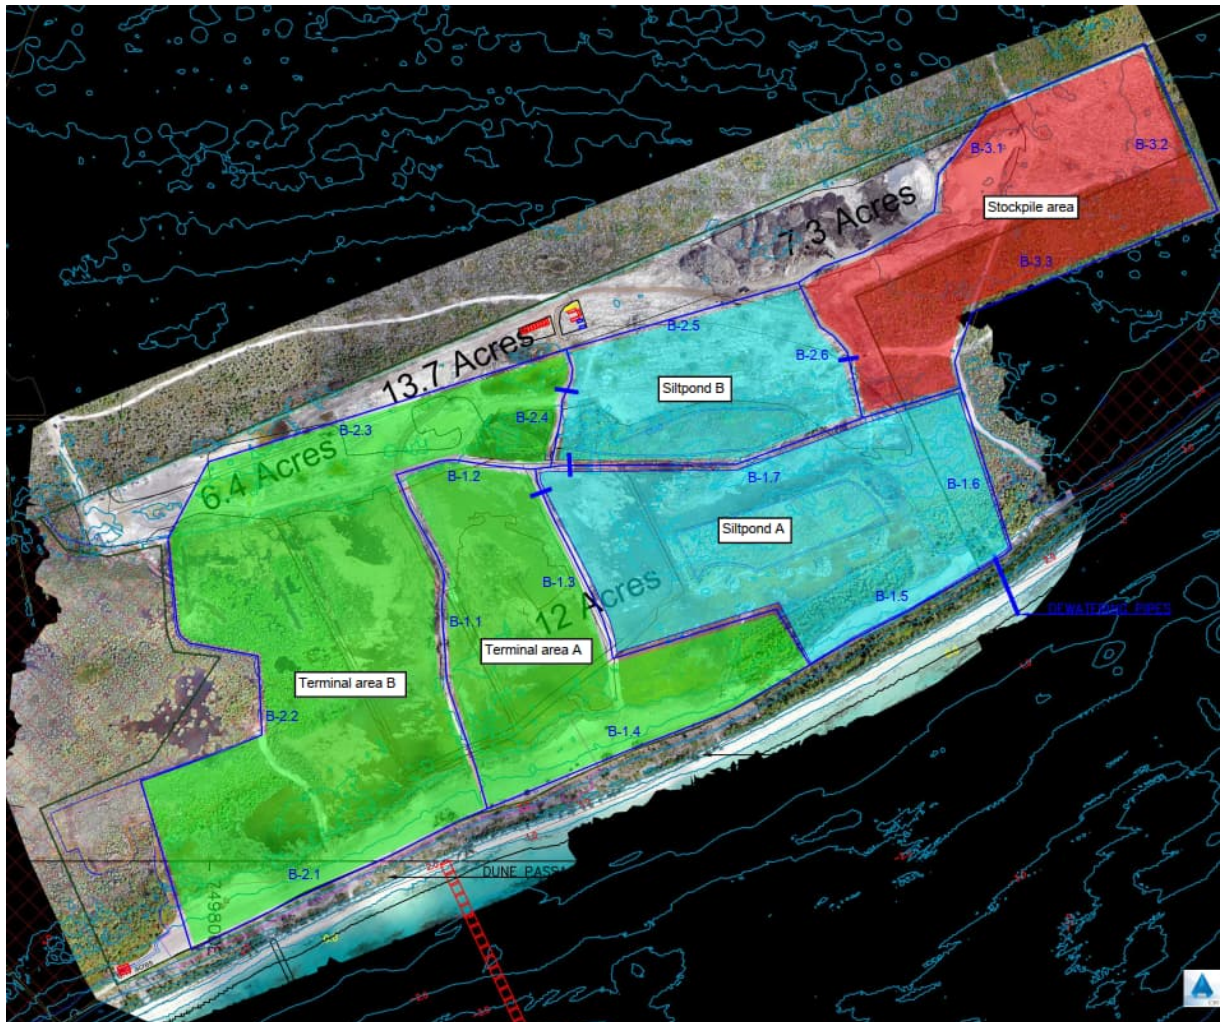 B-3.1
B-3.2
Stockpile area
7.3 Acres
B-3.3
B-2.5
B-2.6
13.7 Acres
Siltpond B
B-2.4
B-2.3
6.4 Acres
B-1.2
B-1.7
B-1.6
Siltpond A
B-1.3
12 Acres
B-1.5
DEWATERING PIPES
B-1.1
Terminal area A
Terminal area B
B-2.2
B-1.4
B-2.1
DUNE PASS
acres